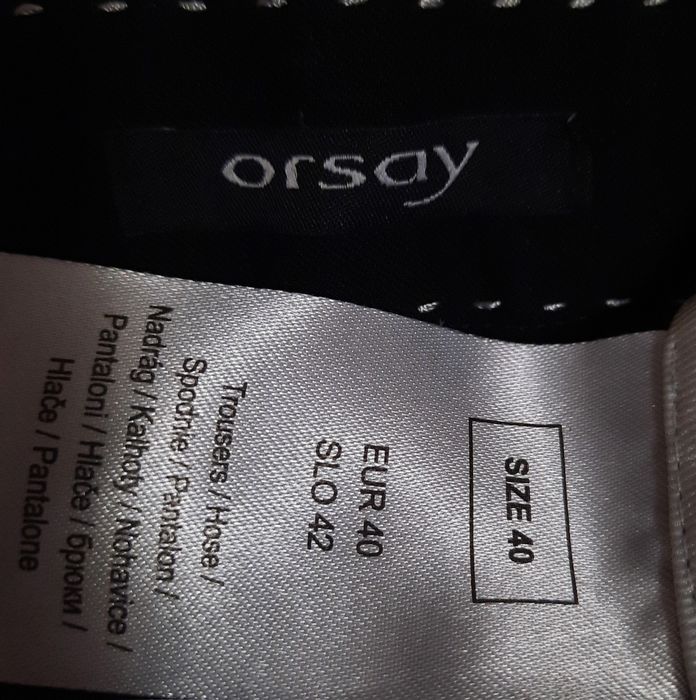 orsay
SIZE 40
EUR 40
SLO 42
Trousers / Hose /
Spodnie / Pantalon /
Nadrág / Kalhoty / Nohavice /
Pantaloni / Hlače / брюки /
Hlače / Pantalone